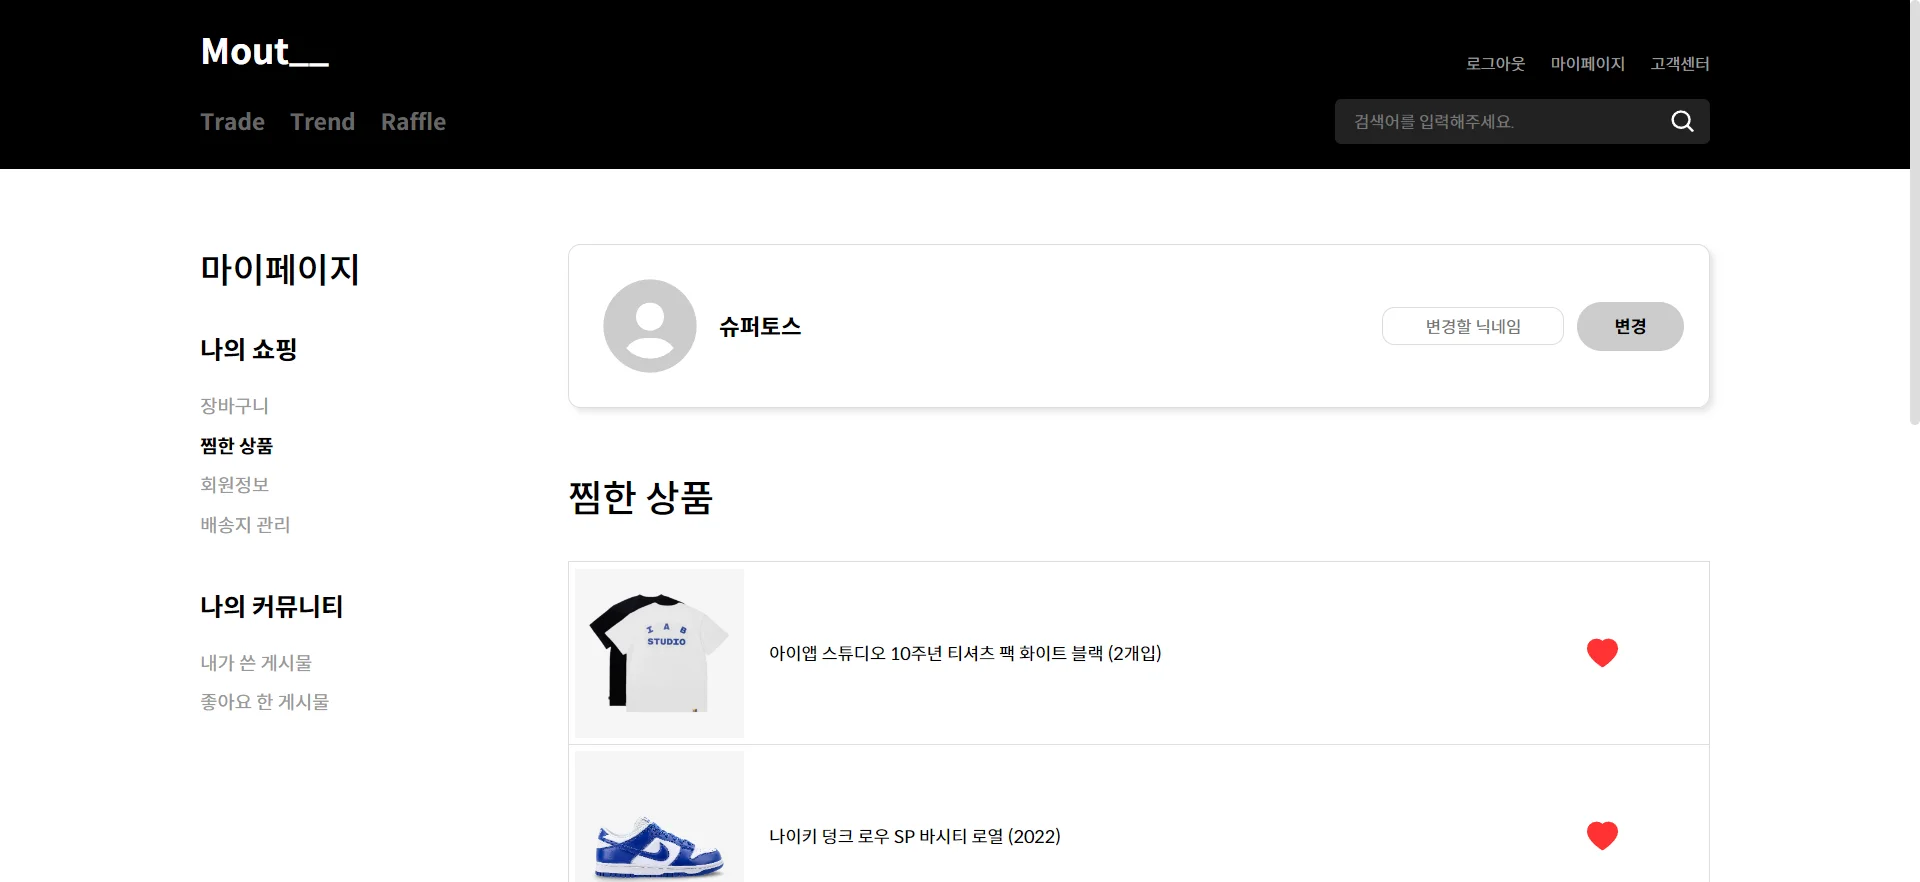 Mout__
로그아웃 마이페이지 고객센터
Trade Trend Raffle
검색어를 입력해주세요.
마이페이지
나의 쇼핑
장바구니
찜한 상품
회원정보
배송지 관리
나의 커뮤니티
내가 쓴 게시물
좋아요 한 게시물
슈퍼토스
변경할 닉네임
변경
찜한 상품
I A B
STUDIO
아이앱 스튜디오 10주년 티셔츠 팩 화이트 블랙 (2개입)
나이키 덩크 로우 SP 바시티 로열 (2022)